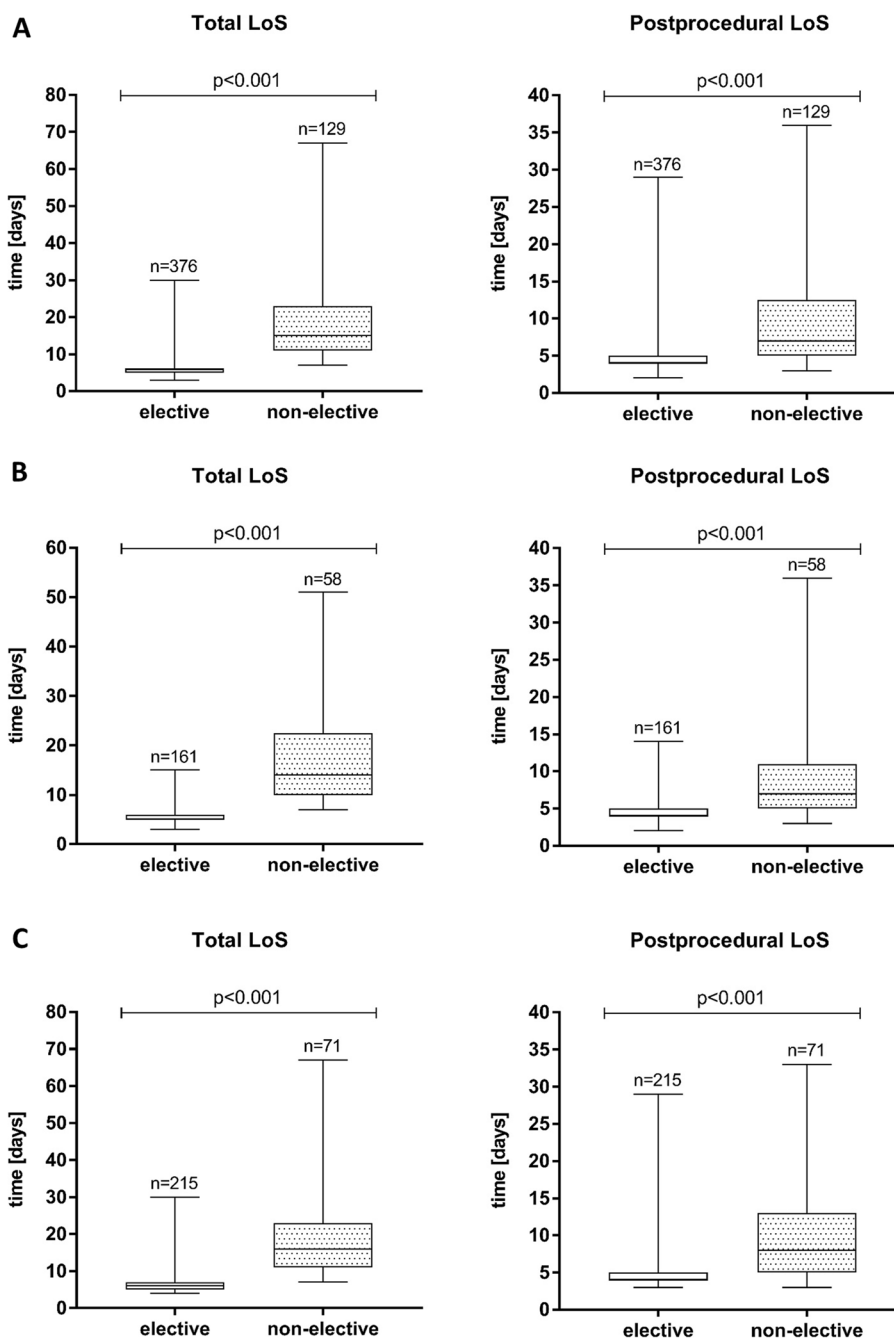 A
Total LoS
Postprocedural LoS
p<0.001
p<0.001
time [days]
80
70
60
50
40
30
20
10
0
n=376
n=129
elective
non-elective
time [days]
40
35
30
25
20
15
10
5
0
n=376
n=129
elective
non-elective
B
Total LoS
Postprocedural LoS
p<0.001
p<0.001
time [days]
60
50
40
30
20
10
0
n=161
n=58
elective
non-elective
time [days]
40
35
30
25
20
15
10
5
0
n=161
n=58
elective
non-elective
C
Total LoS
Postprocedural LoS
p<0.001
p<0.001
time [days]
80
70
60
50
40
30
20
10
0
n=215
n=71
elective
non-elective
time [days]
40
35
30
25
20
15
10
5
0
n=215
n=71
elective
non-elective